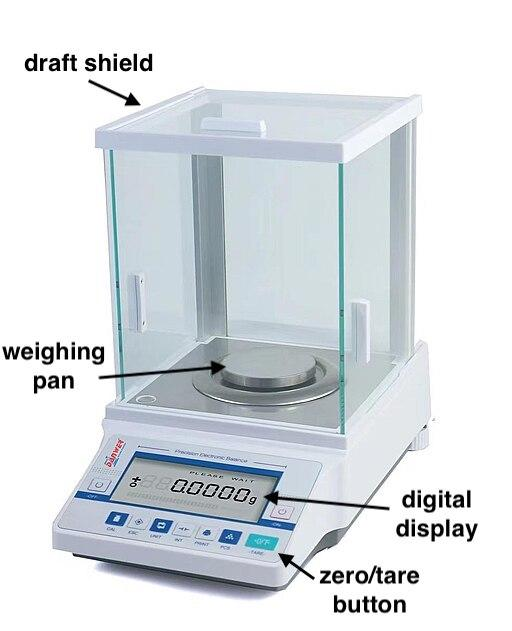 draft shield
weighing
pan
DARWEY
Precision Electronic Balance
PLEASE WAIT
0.0000g
-OFF-
-ON-
CAL ESC UNIT INT PRINT PCS
-TARE-
digital
display
zero/tare
button